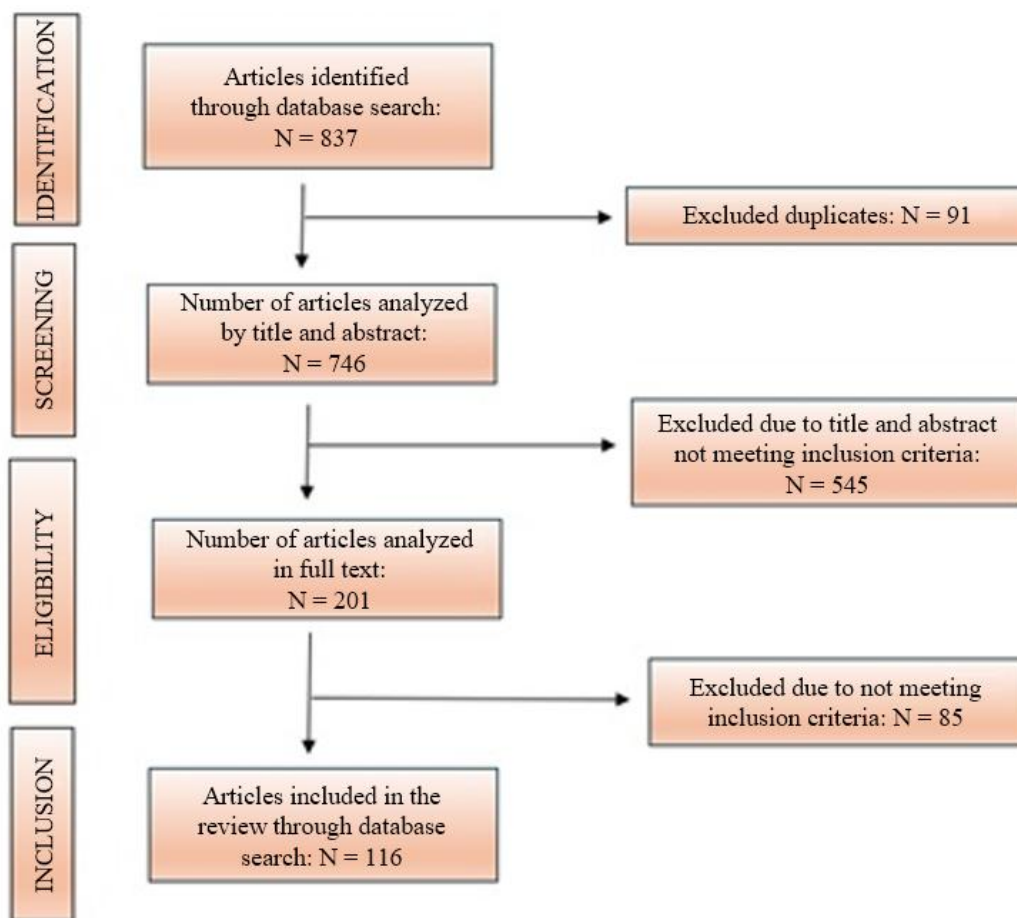 IDENTIFICATION
Articles identified
through database search:
N = 837
Excluded duplicates: N = 91
SCREENING
Number of articles analyzed
by title and abstract:
N = 746
Excluded due to title and abstract
not meeting inclusion criteria:
N = 545
ELIGIBILITY
Number of articles analyzed
in full text:
N = 201
Excluded due to not meeting
inclusion criteria: N = 85
INCLUSION
Articles included in the
review through database
search: N = 116